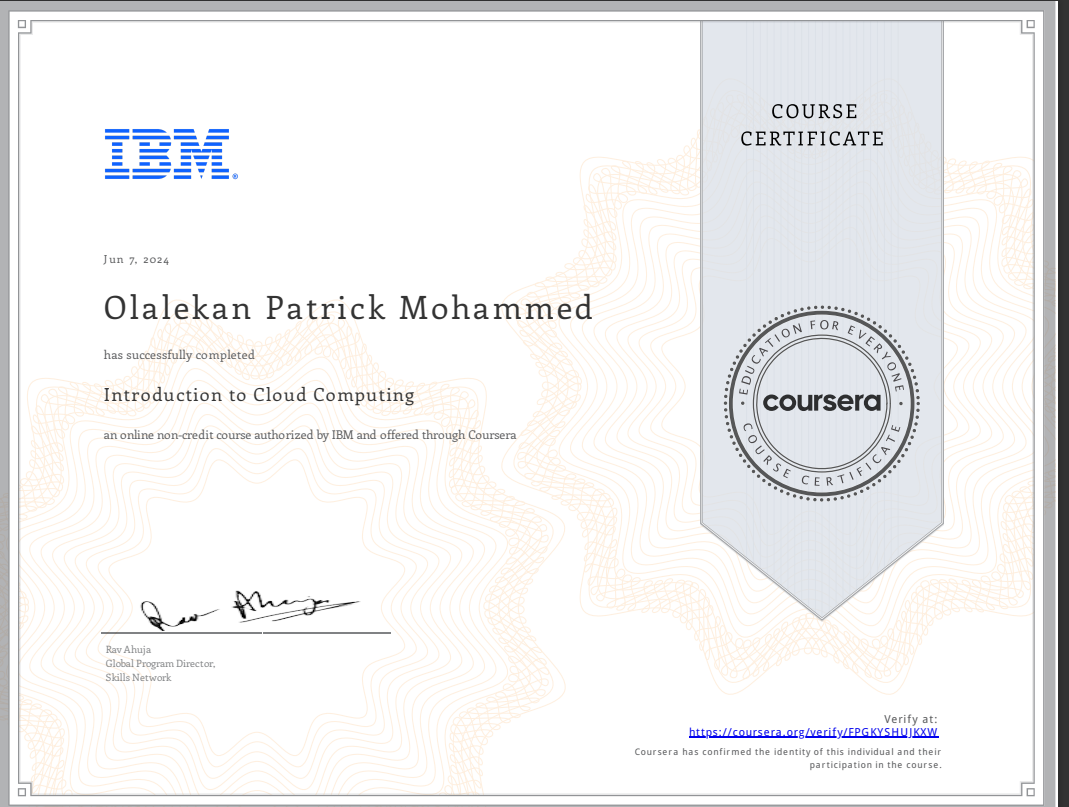 IBM®
COURSE
CERTIFICATE
Jun 7, 2024
Olalekan Patrick Mohammed
has successfully completed
Introduction to Cloud Computing
an online non-credit course authorized by IBM and offered through Coursera
EDUCATION FOR EVERYONE
coursera
COURSE CERTIFICATE
Rav Ahuja
Rav Ahuja
Global Program Director,
Skills Network
Verify at:
https://coursera.org/verify/FPGKYSHUJKXW
Coursera has confirmed the identity of this individual and their
participation in the course.